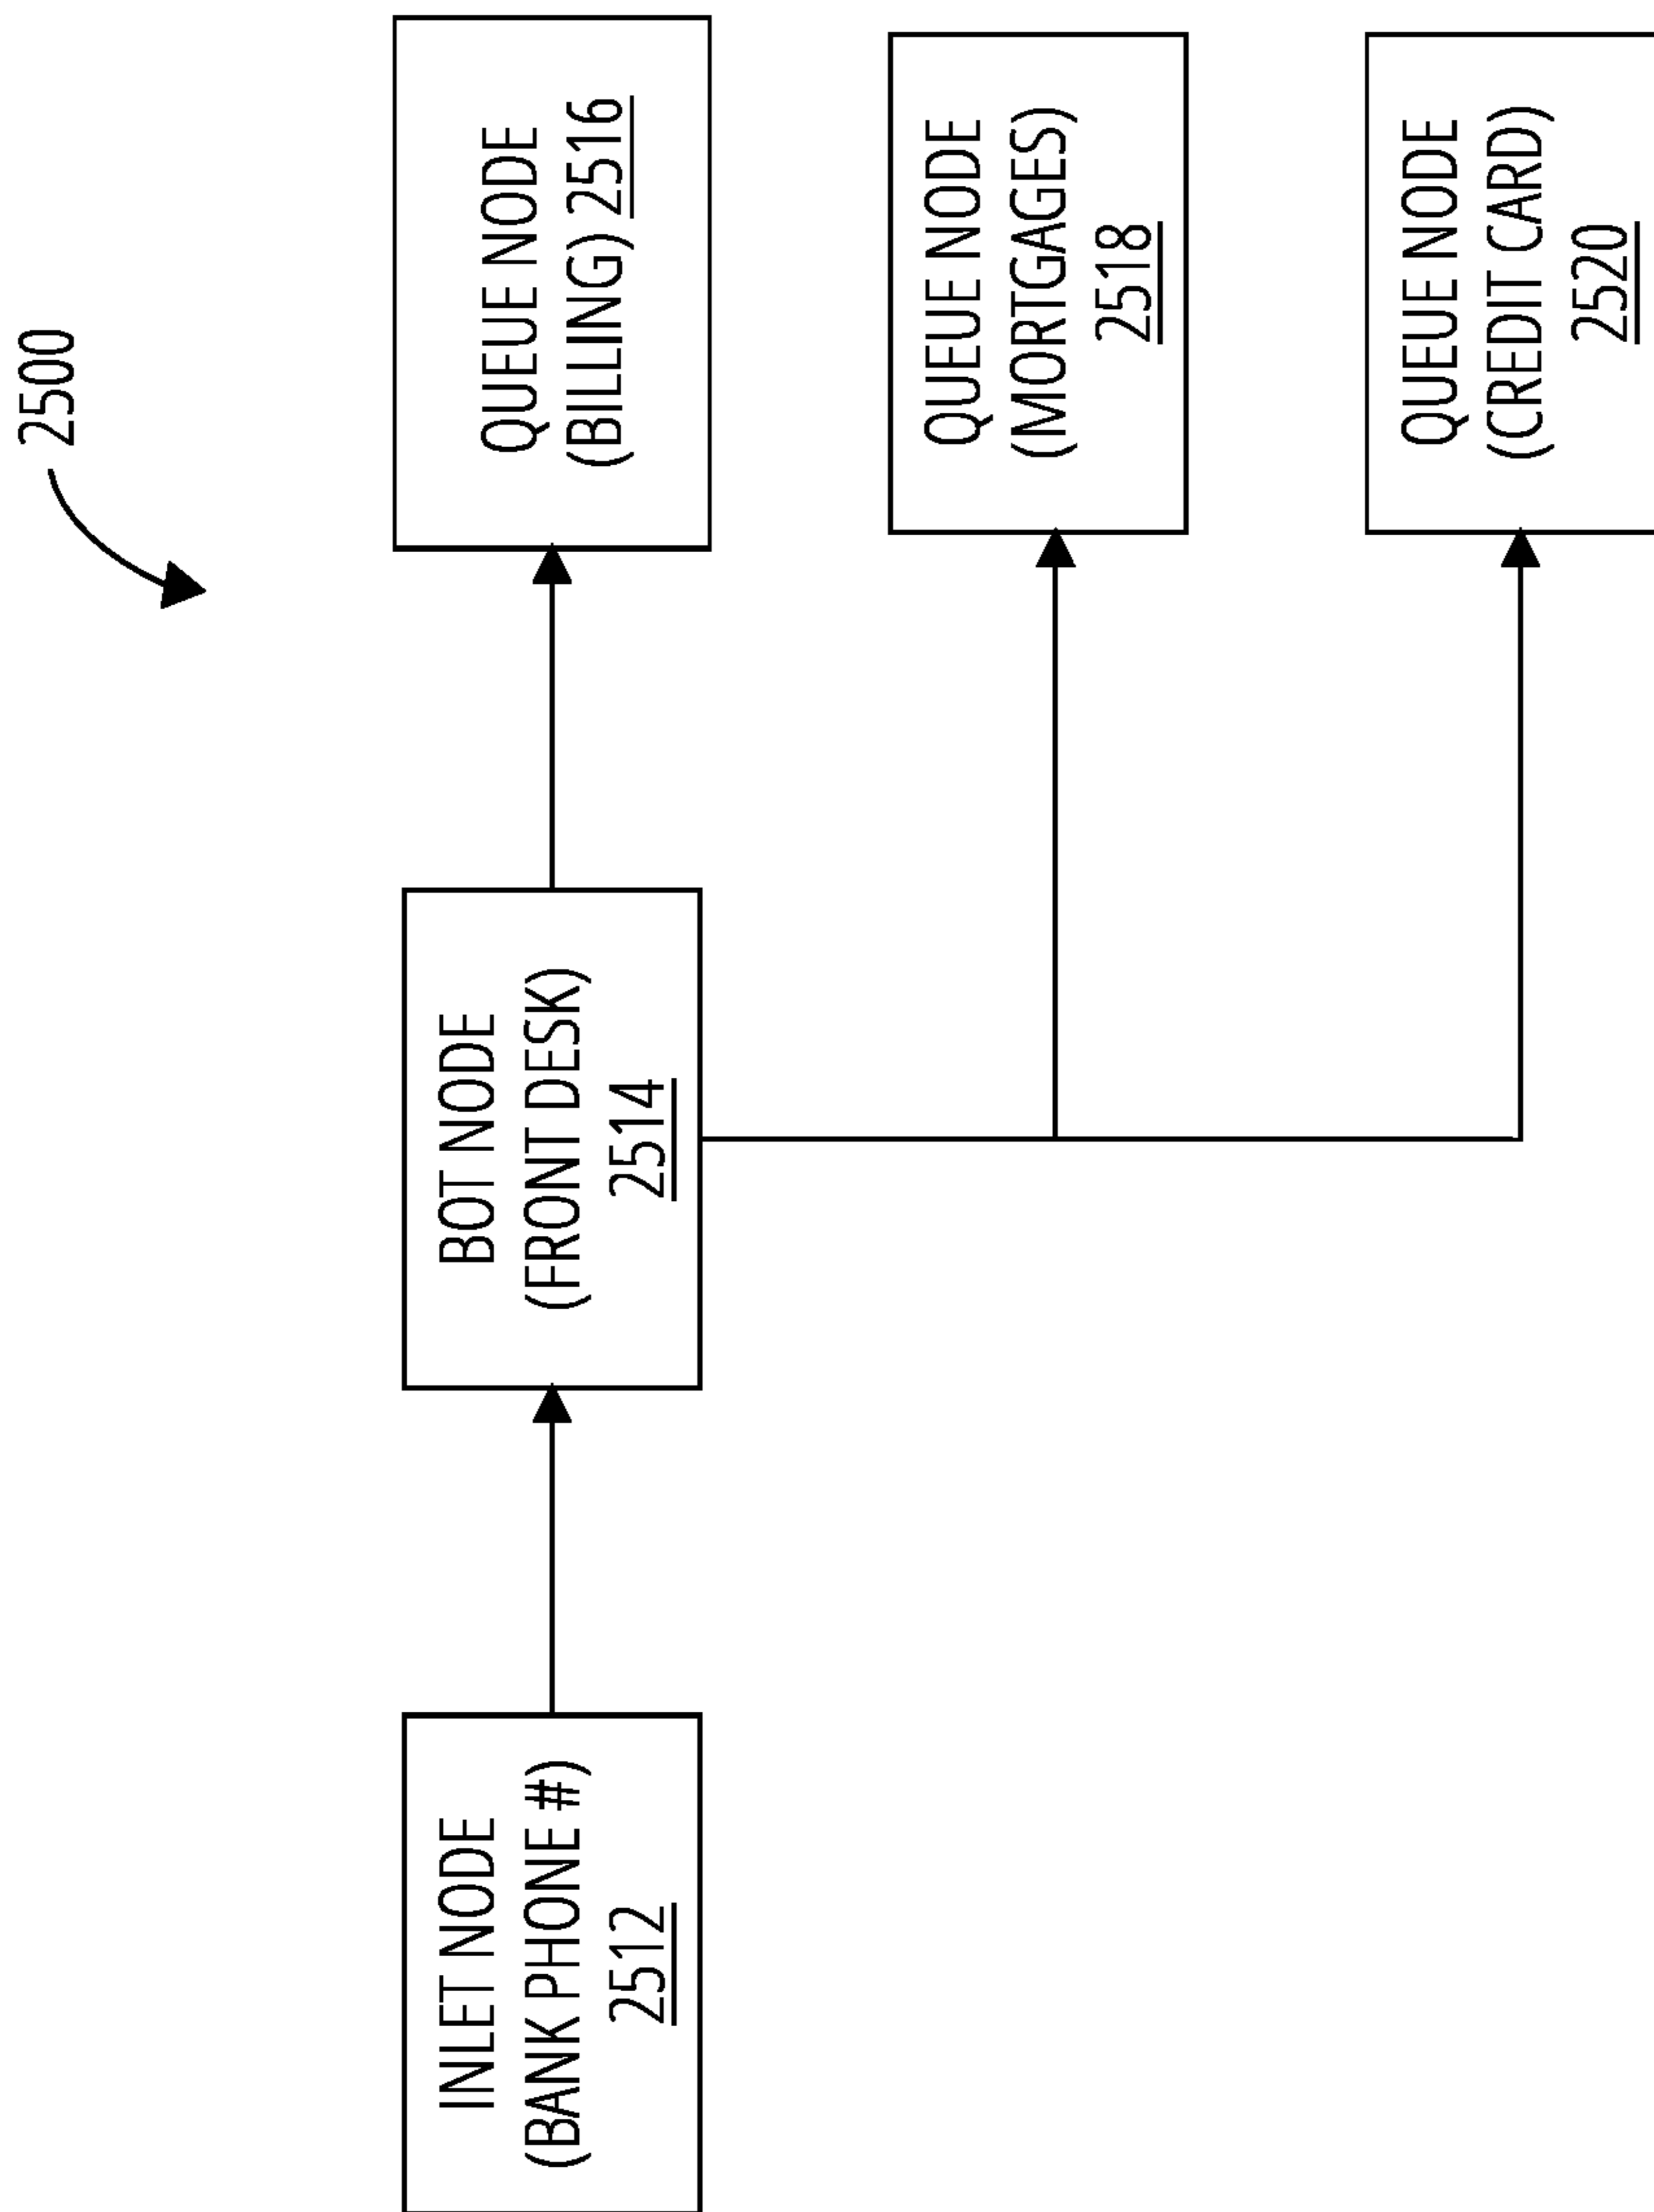 2500
INLET NODE
(BANK PHONE #)
2512
BOT NODE
(FRONT DESK)
2514
QUEUE NODE
(BILLING) 2516
QUEUE NODE
(MORTGAGES)
2518
QUEUE NODE
(CREDIT CARD)
2520